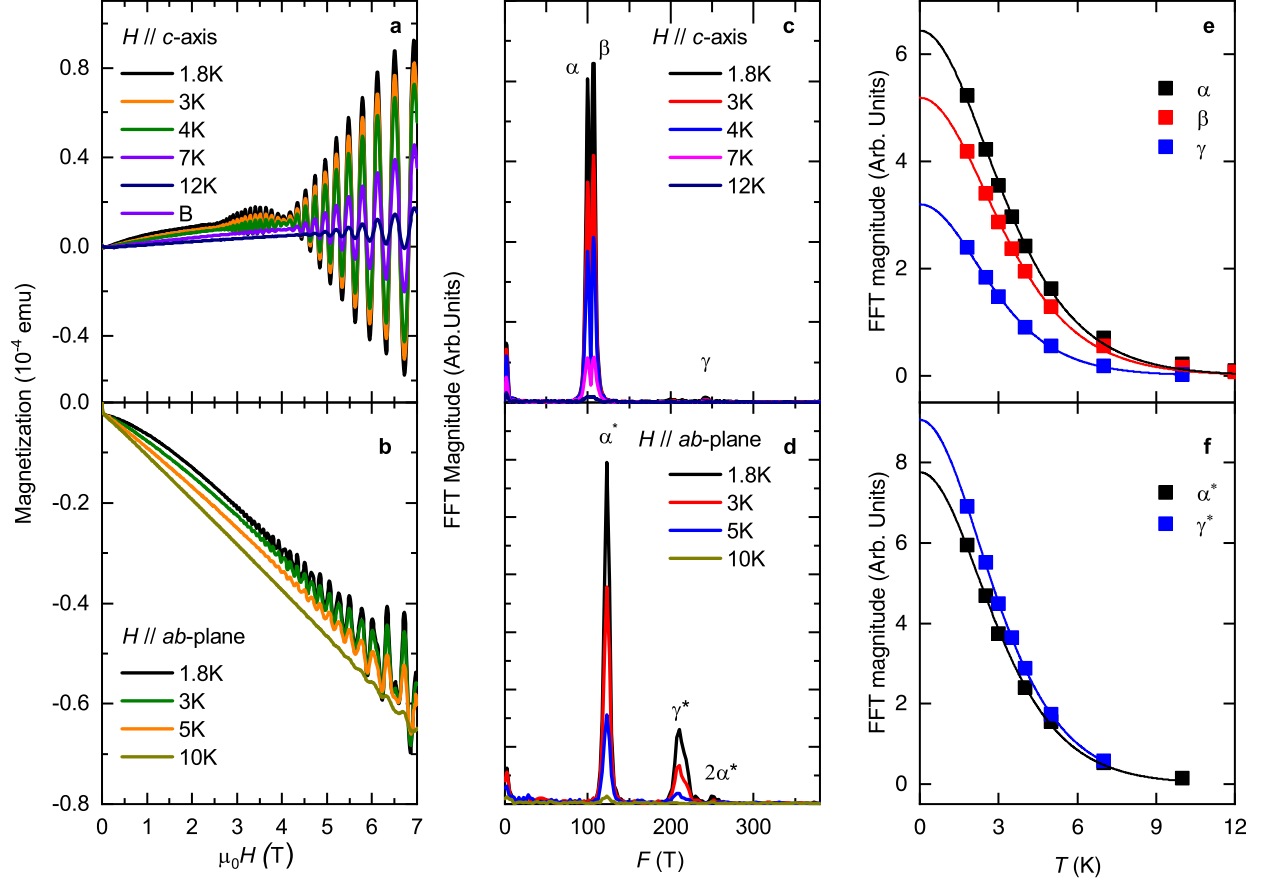 a
H // c-axis
1.8K
3K
4K
7K
12K
B
0.8
0.4
0.0
-0.4
Magnetization (10-4 emu)
b
0.0
-0.2
-0.4
-0.6
-0.8
H // ab-plane
1.8K
3K
5K
10K
0 1 2 3 4 5 6 7
μ0H (T)
c
H // c-axis
α
β
γ
1.8K
3K
4K
7K
12K
FFT Magnitude (Arb.Units)
d
H // ab-plane
α*
γ*
2α*
1.8K
3K
5K
10K
0 100 200 300
F (T)
e
α
β
γ
6
4
2
0
FFT magnitude (Arb. Units)
f
α*
γ*
8
6
4
2
0
FFT magnitude (Arb. Units)
0 3 6 9 12
T (K)